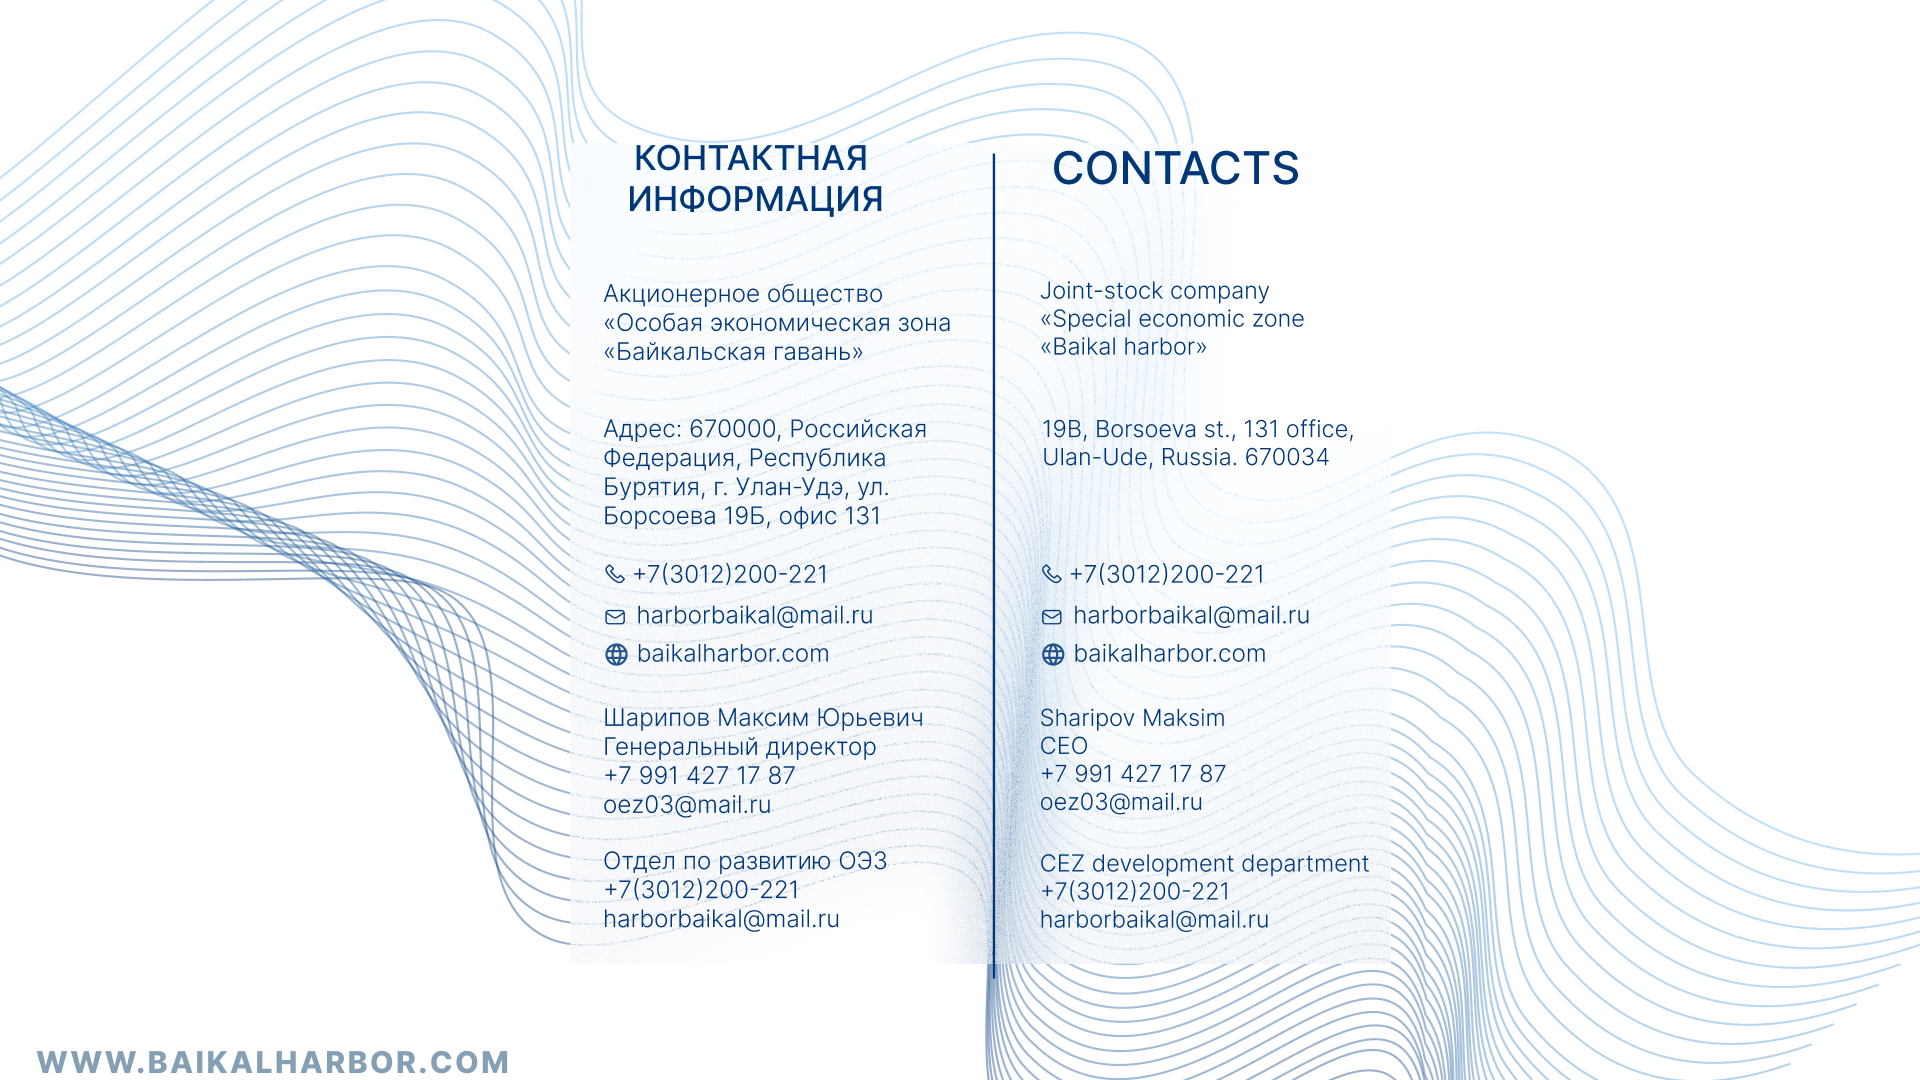 КОНТАКТНАЯ
ИНФОРМАЦИЯ
Акционерное общество
«Особая экономическая зона
«Байкальская гавань»
Адрес: 670000, Российская
Федерация, Республика
Бурятия, г. Улан-Удэ, ул.
Борсоева 19Б, офис 131
+7(3012)200-221
harborbaikal@mail.ru
baikalharbor.com
Шарипов Максим Юрьевич
Генеральный директор
+7 991 427 17 87
oez03@mail.ru
Отдел по развитию ОЭЗ
+7(3012)200-221
harborbaikal@mail.ru
CONTACTS
Joint-stock company
«Special economic zone
«Baikal harbor»
19B, Borsoeva st., 131 office,
Ulan-Ude, Russia. 670034
+7(3012)200-221
harborbaikal@mail.ru
baikalharbor.com
Sharipov Maksim
CEO
+7 991 427 17 87
oez03@mail.ru
CEZ development department
+7(3012)200-221
harborbaikal@mail.ru
WWW.BAIKALHARBOR.COM